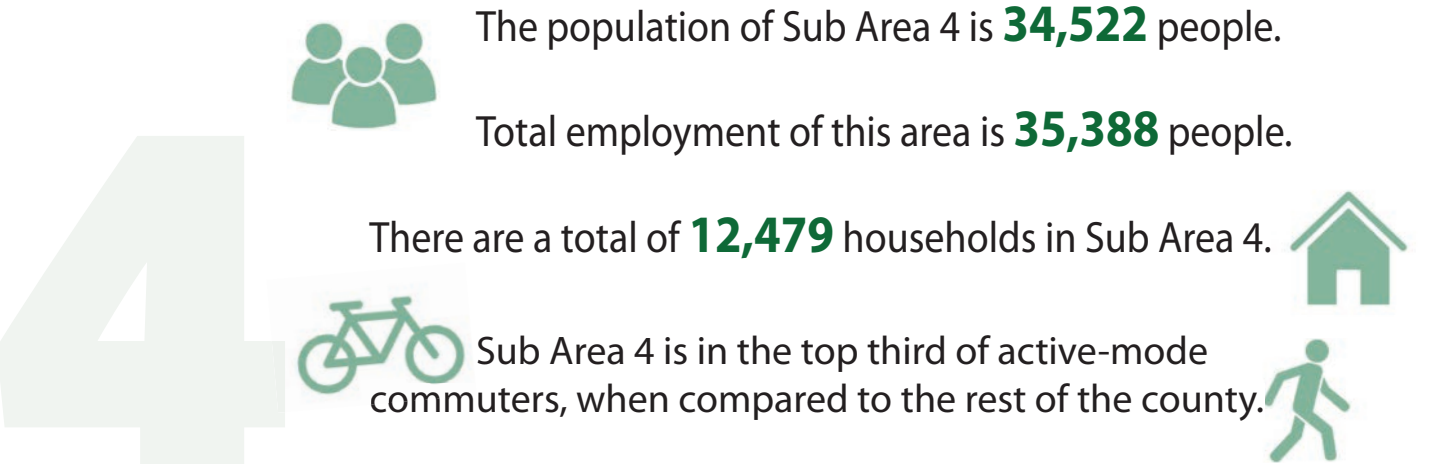 The population of Sub Area 4 is 34,522 people.
Total employment of this area is 35,388 people.
There are a total of 12,479 households in Sub Area 4.
Sub Area 4 is in the top third of active-mode
commuters, when compared to the rest of the county.
4